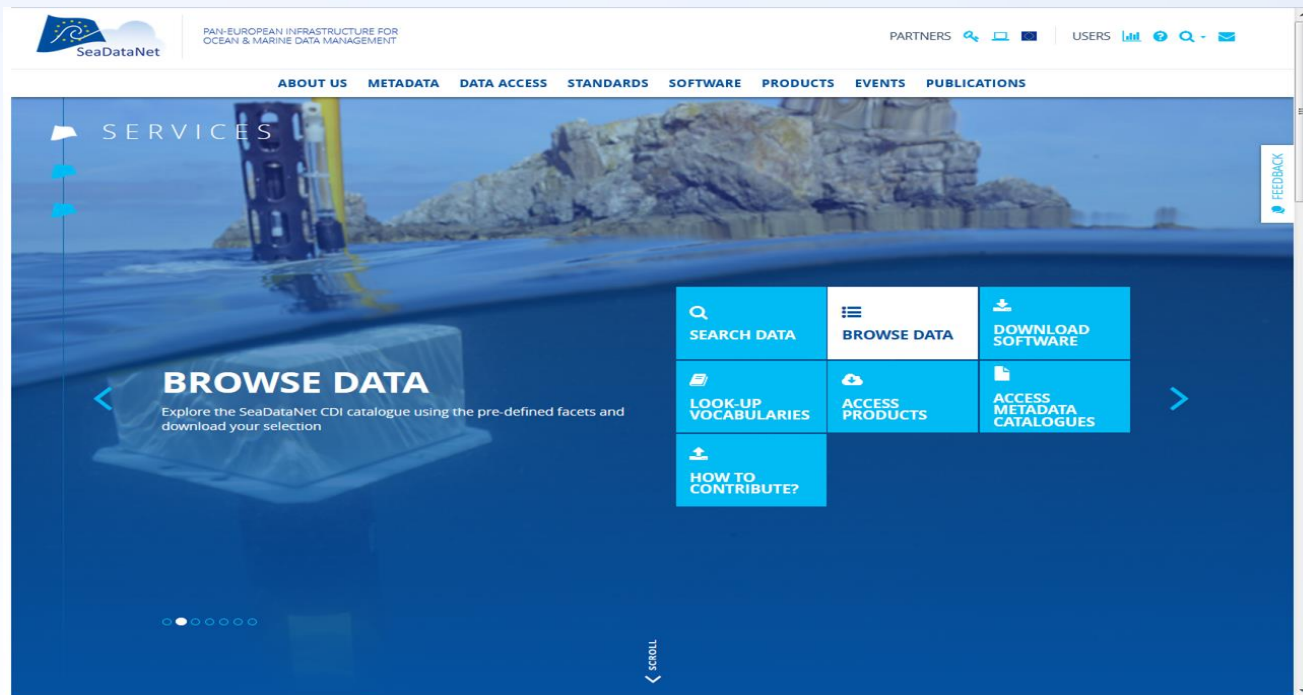 SeaDataNet
PAN-EUROPEAN INFRASTRUCTURE FOR
OCEAN & MARINE DATA MANAGEMENT
PARTNERS
USERS
ABOUT US METADATA DATA ACCESS STANDARDS SOFTWARE PRODUCTS EVENTS PUBLICATIONS
SERVICES
FEEDBACK
BROWSE DATA
Explore the SeaDataNet CDI catalogue using the pre-defined facets and
download your selection
SEARCH DATA
BROWSE DATA
DOWNLOAD
SOFTWARE
LOOK-UP
VOCABULARIES
ACCESS
PRODUCTS
ACCESS
METADATA
CATALOGUES
HOW TO
CONTRIBUTE?
SCROLL